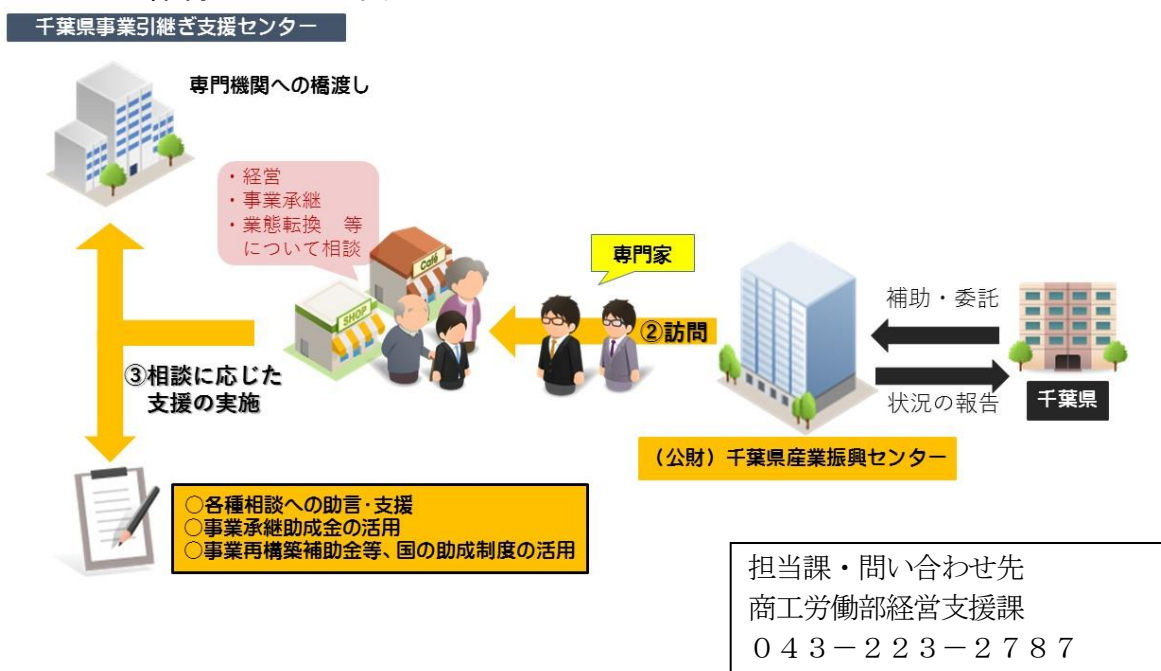 千葉県事業引継ぎ支援センター
専門機関への橋渡し
・経営
・事業承継
・業態転換　等
について相談
Café
SHOP
専門家
②訪問
補助・委託
状況の報告
千葉県
③相談に応じた
支援の実施
（公財）千葉県産業振興センター
○各種相談への助言・支援
○事業承継助成金の活用
○事業再構築補助金等、国の助成制度の活用
担当課・問い合わせ先
商工労働部経営支援課
０４３－２２３－２７８７